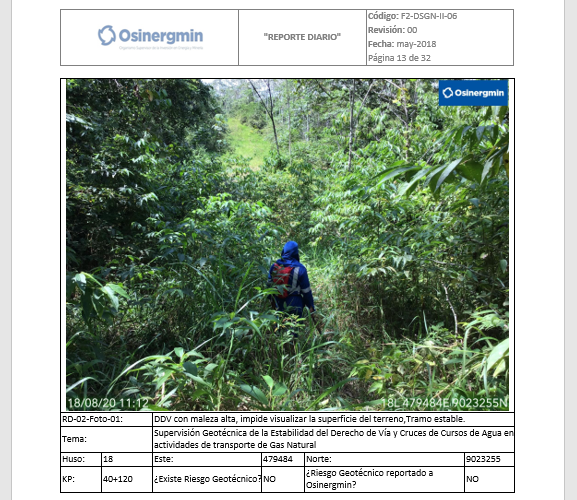 Osinergmin
"REPORTE DIARIO"
Código: F2-DSGN-II-06
Revisión: 00
Fecha: may-2018
Página 13 de 32
Osinergmin
18/08/20 11:12
18L 479484E 9023255N
RD-02-Foto-01: DDV con maleza alta, impide visualizar la superficie del terreno,Tramo estable.
Tema: Supervisión Geotécnica de la Estabilidad del Derecho de Vía y Cruces de Cursos de Agua en
actividades de transporte de Gas Natural
Huso: 18 Este: 479484 Norte: 9023255
KP: 40+120 ¿Existe Riesgo Geotécnico? NO ¿Riesgo Geotécnico reportado a
Osinergmin? NO